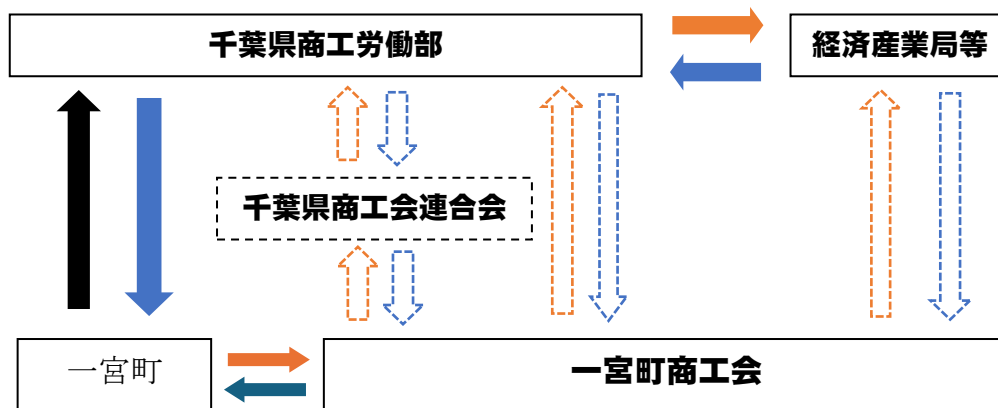 千葉県商工労働部
経済産業局等
千葉県商工会連合会
一宮町
一宮町商工会